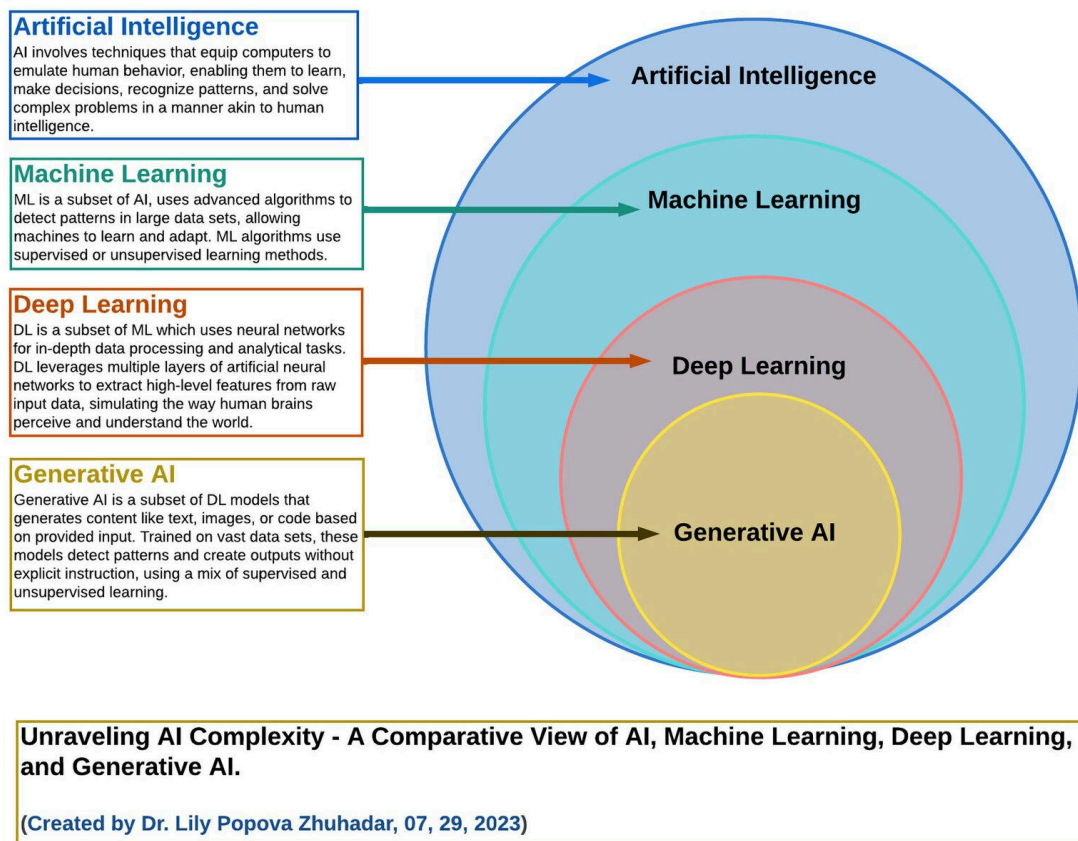 Artificial Intelligence
AI involves techniques that equip computers to
emulate human behavior, enabling them to learn,
make decisions, recognize patterns, and solve
complex problems in a manner akin to human
intelligence.
Machine Learning
ML is a subset of AI, uses advanced algorithms to
detect patterns in large data sets, allowing
machines to learn and adapt. ML algorithms use
supervised or unsupervised learning methods.
Deep Learning
DL is a subset of ML which uses neural networks
for in-depth data processing and analytical tasks.
DL leverages multiple layers of artificial neural
networks to extract high-level features from raw
input data, simulating the way human brains
perceive and understand the world.
Generative AI
Generative AI is a subset of DL models that
generates content like text, images, or code based
on provided input. Trained on vast data sets, these
models detect patterns and create outputs without
explicit instruction, using a mix of supervised and
unsupervised learning.
Artificial Intelligence
Machine Learning
Deep Learning
Generative AI
Unraveling AI Complexity - A Comparative View of AI, Machine Learning, Deep Learning,
and Generative AI.
(Created by Dr. Lily Popova Zhuhadar, 07, 29, 2023)